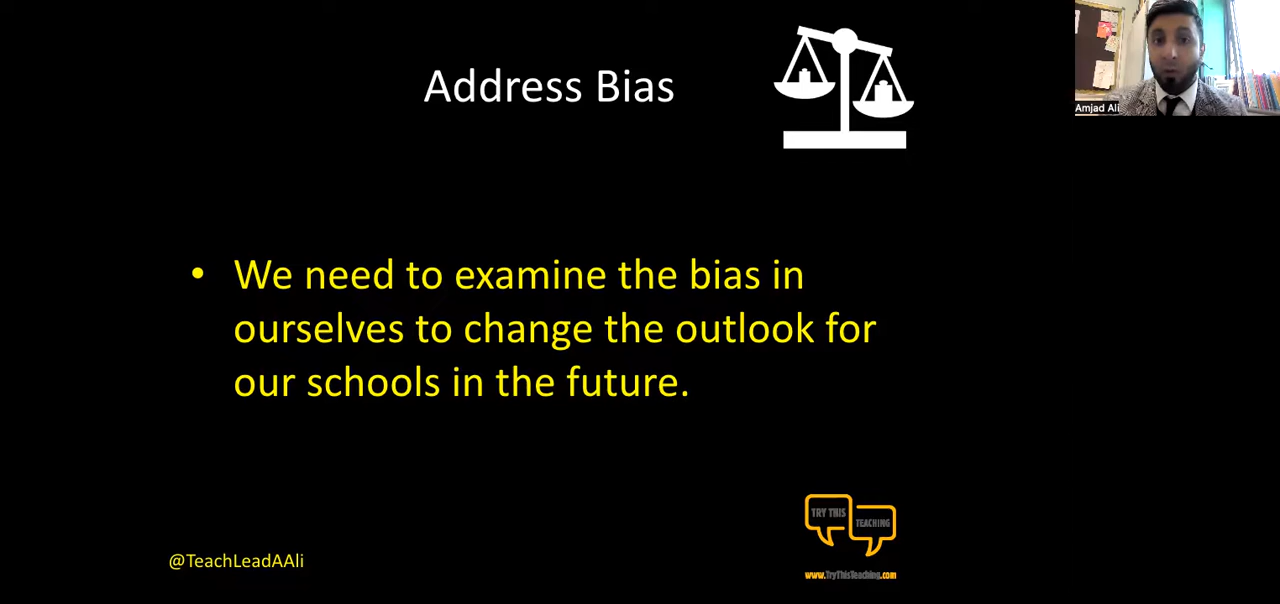 Address Bias
Amjad Ali
• We need to examine the bias in
ourselves to change the outlook for
our schools in the future.
TRY THIS
TEACHING
www.TryThisTeaching.com
@TeachLeadAAli